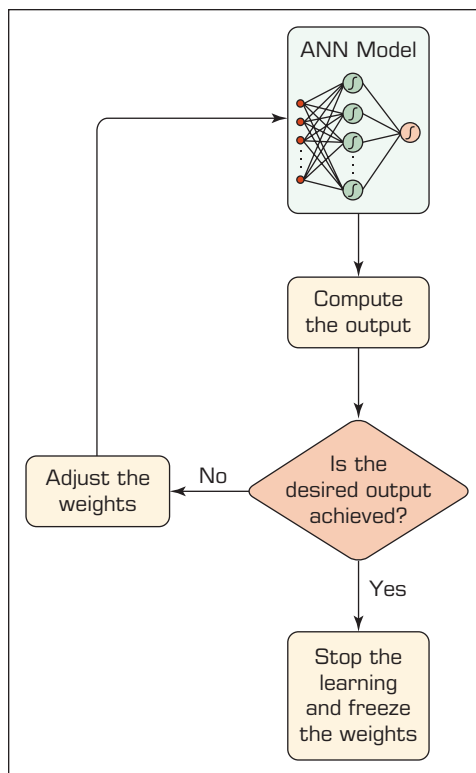 ANN Model
∫
∫
∫
∫
∫
Compute
the output
Is the
desired output
achieved?
No
Adjust the
weights
Yes
Stop the
learning
and freeze
the weights